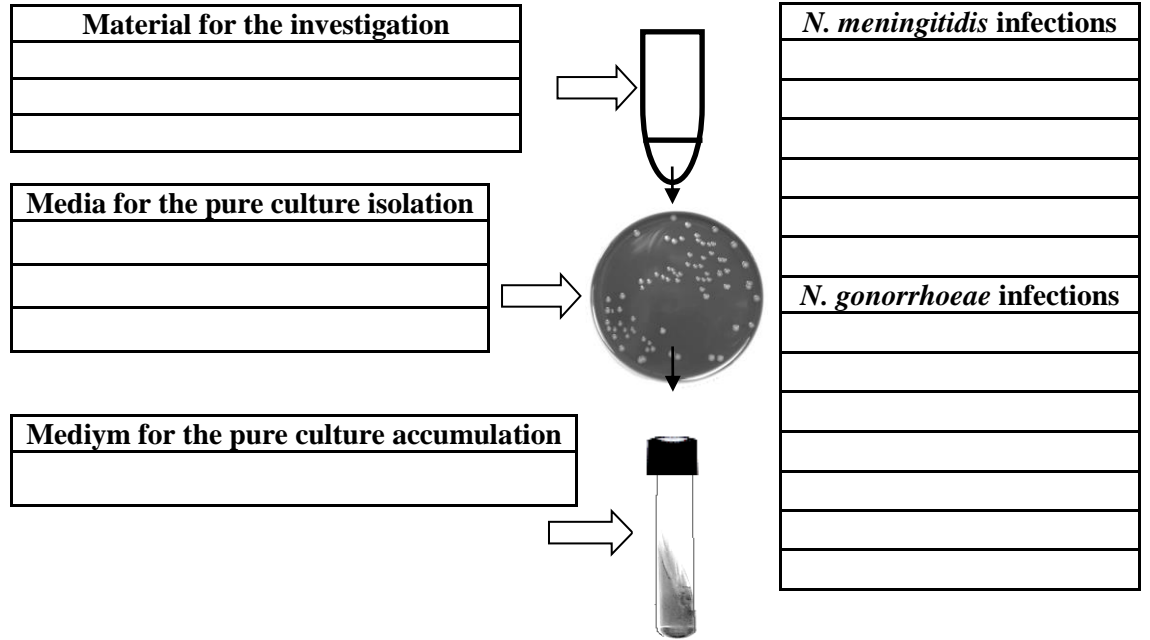 Material for the investigation
Media for the pure culture isolation
Mediym for the pure culture accumulation
N. meningitidis infections
N. gonorrhoeae infections